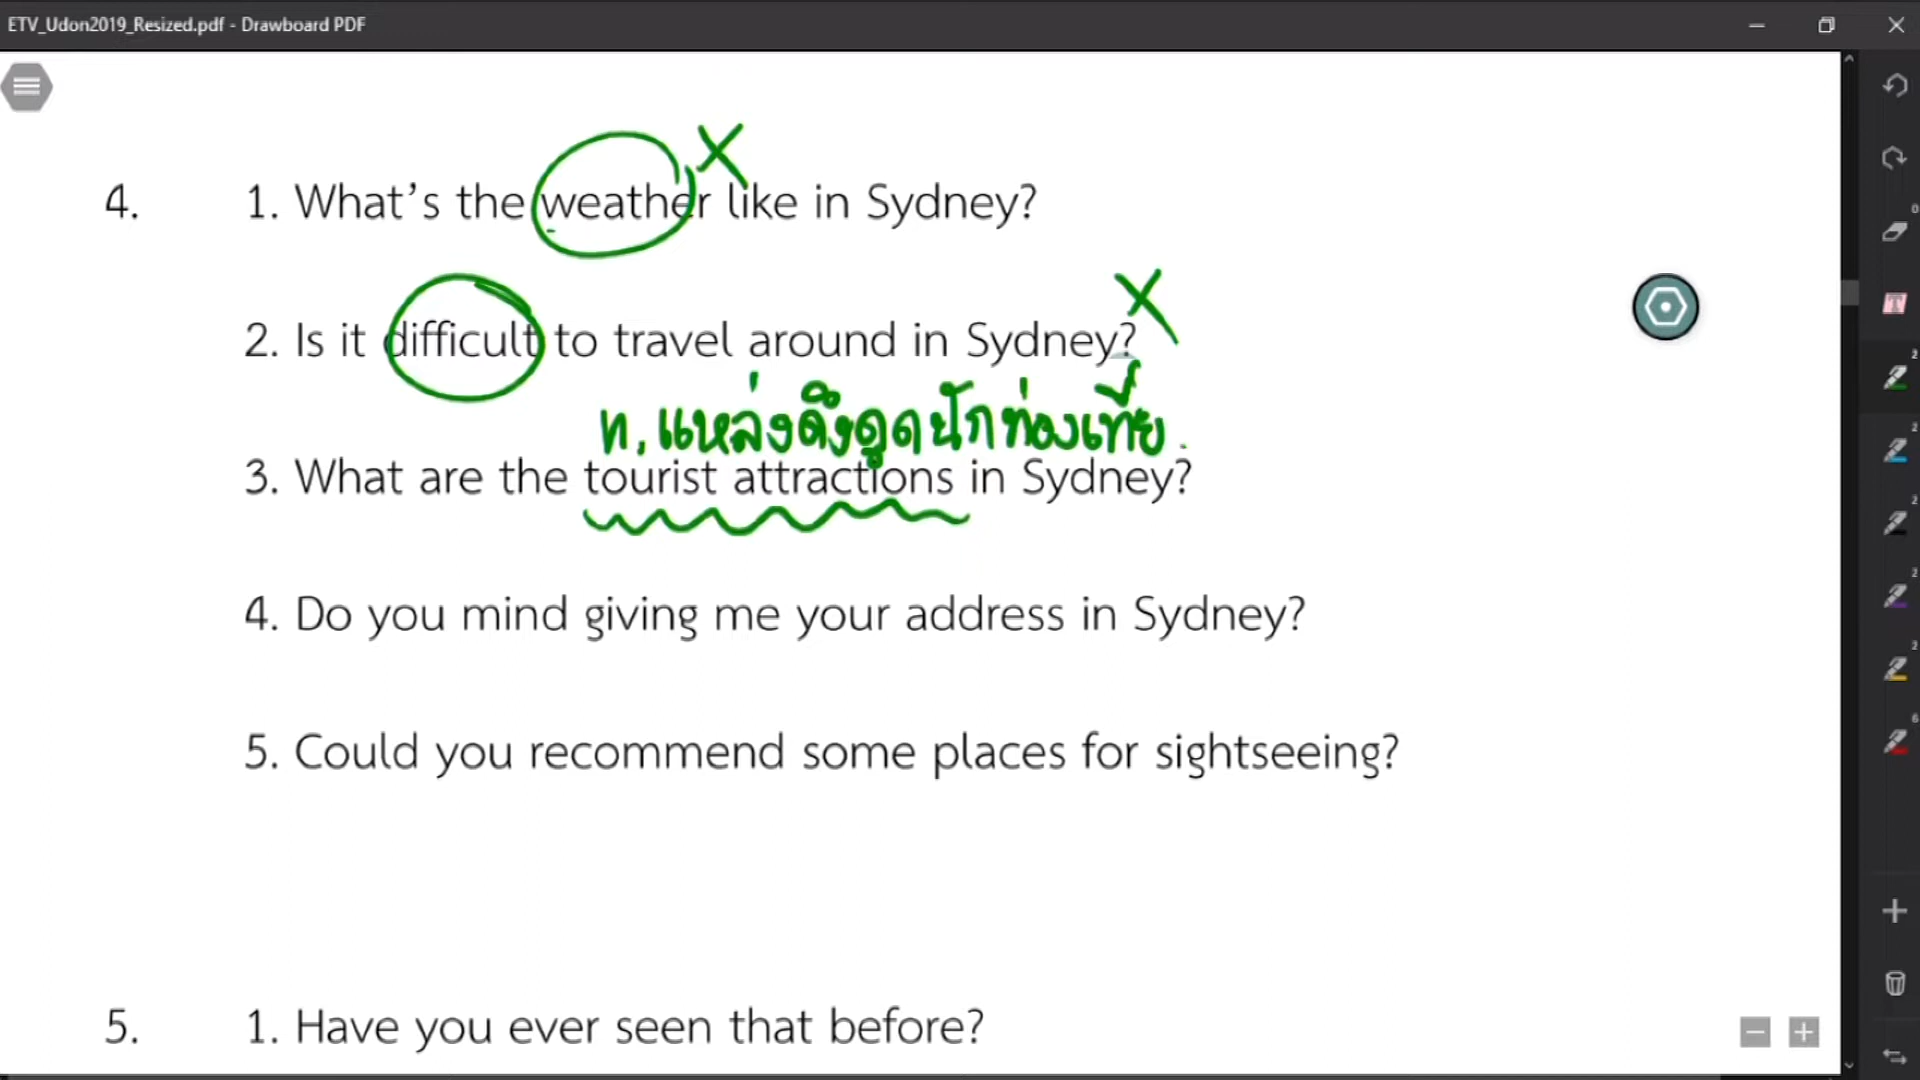 ETV_Udon2019_Resized.pdf - Drawboard PDF
X
4. 1. What's the weather like in Sydney?
X
2. Is it difficult to travel around in Sydney?
n. แหล่งดึงดูดนักท่องเที่ย
3. What are the tourist attractions in Sydney?
4. Do you mind giving me your address in Sydney?
5. Could you recommend some places for sightseeing?
5. 1. Have you ever seen that before?